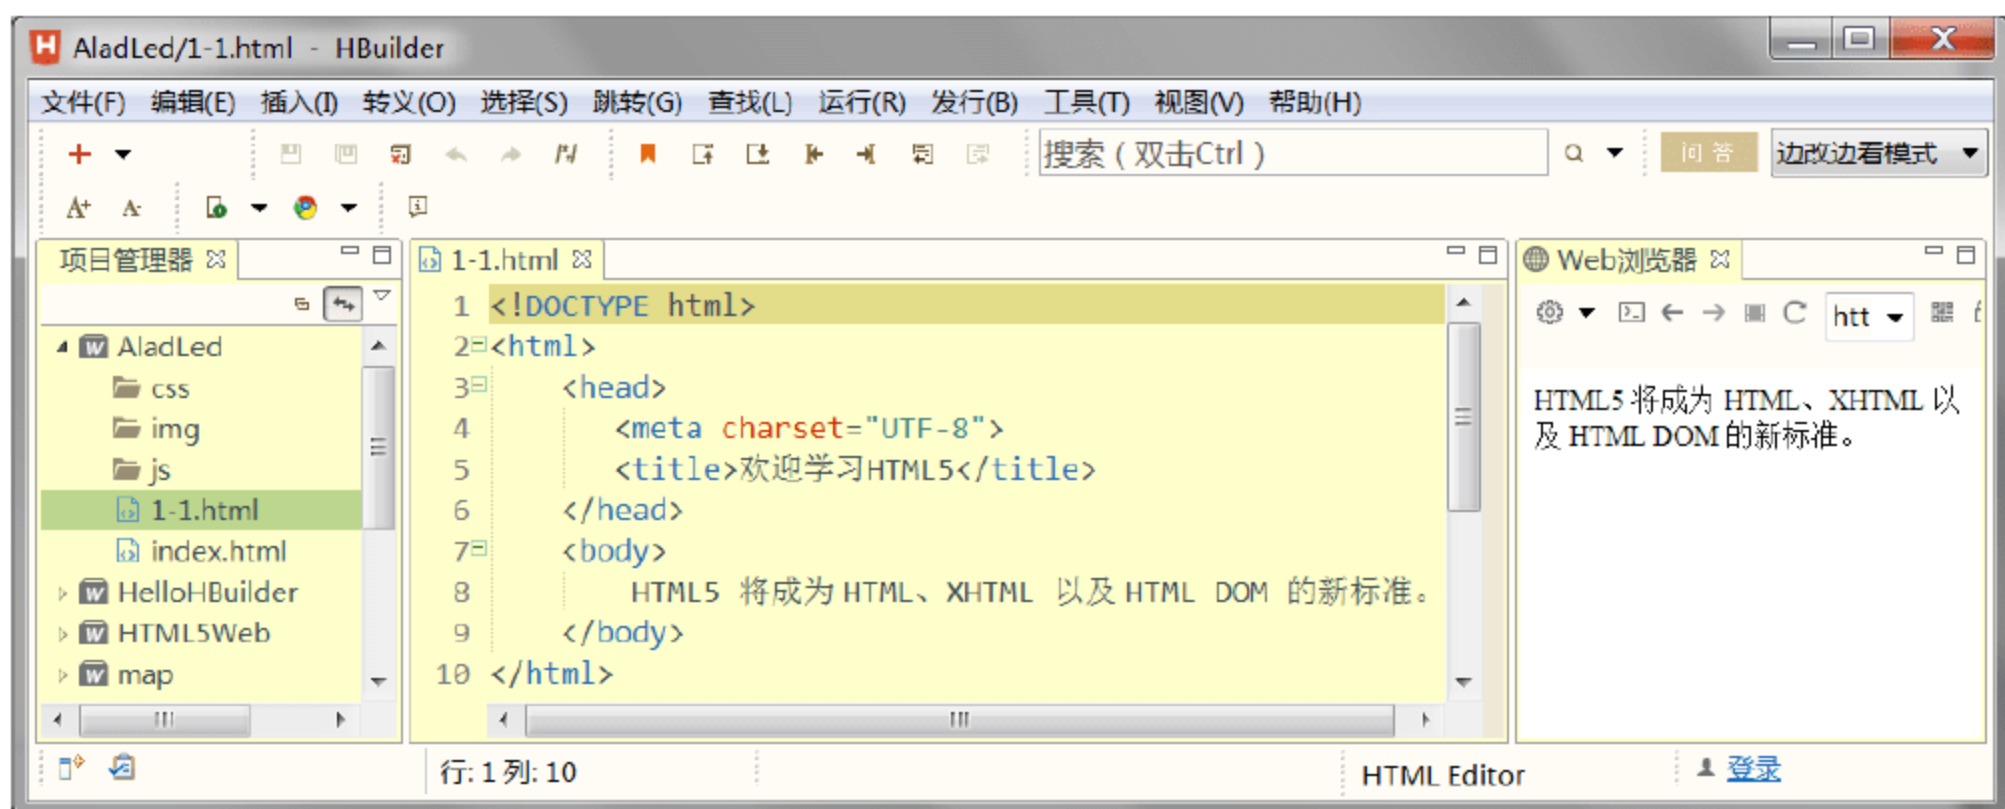 AladLed/1-1.html - HBuilder
文件(F) 编辑(E) 插入(I) 转义(O) 选择(S) 跳转(G) 查找(L) 运行(R) 发行(B) 工具(T) 视图(V) 帮助(H)
搜索（双击Ctrl）
问答
边改边看模式
A+ A-
项目管理器
AladLed
css
img
js
1-1.html
index.html
HelloHBuilder
HTML5Web
map
1-1.html
1 <!DOCTYPE html>
2 <html>
3 <head>
4 <meta charset="UTF-8">
5 <title>欢迎学习HTML5</title>
6 </head>
7 <body>
8 HTML5 将成为 HTML、XHTML 以及 HTML DOM 的新标准。
9 </body>
10 </html>
Web浏览器
htt
HTML5 将成为 HTML、XHTML 以
及 HTML DOM 的新标准。
行: 1 列: 10
HTML Editor
登录